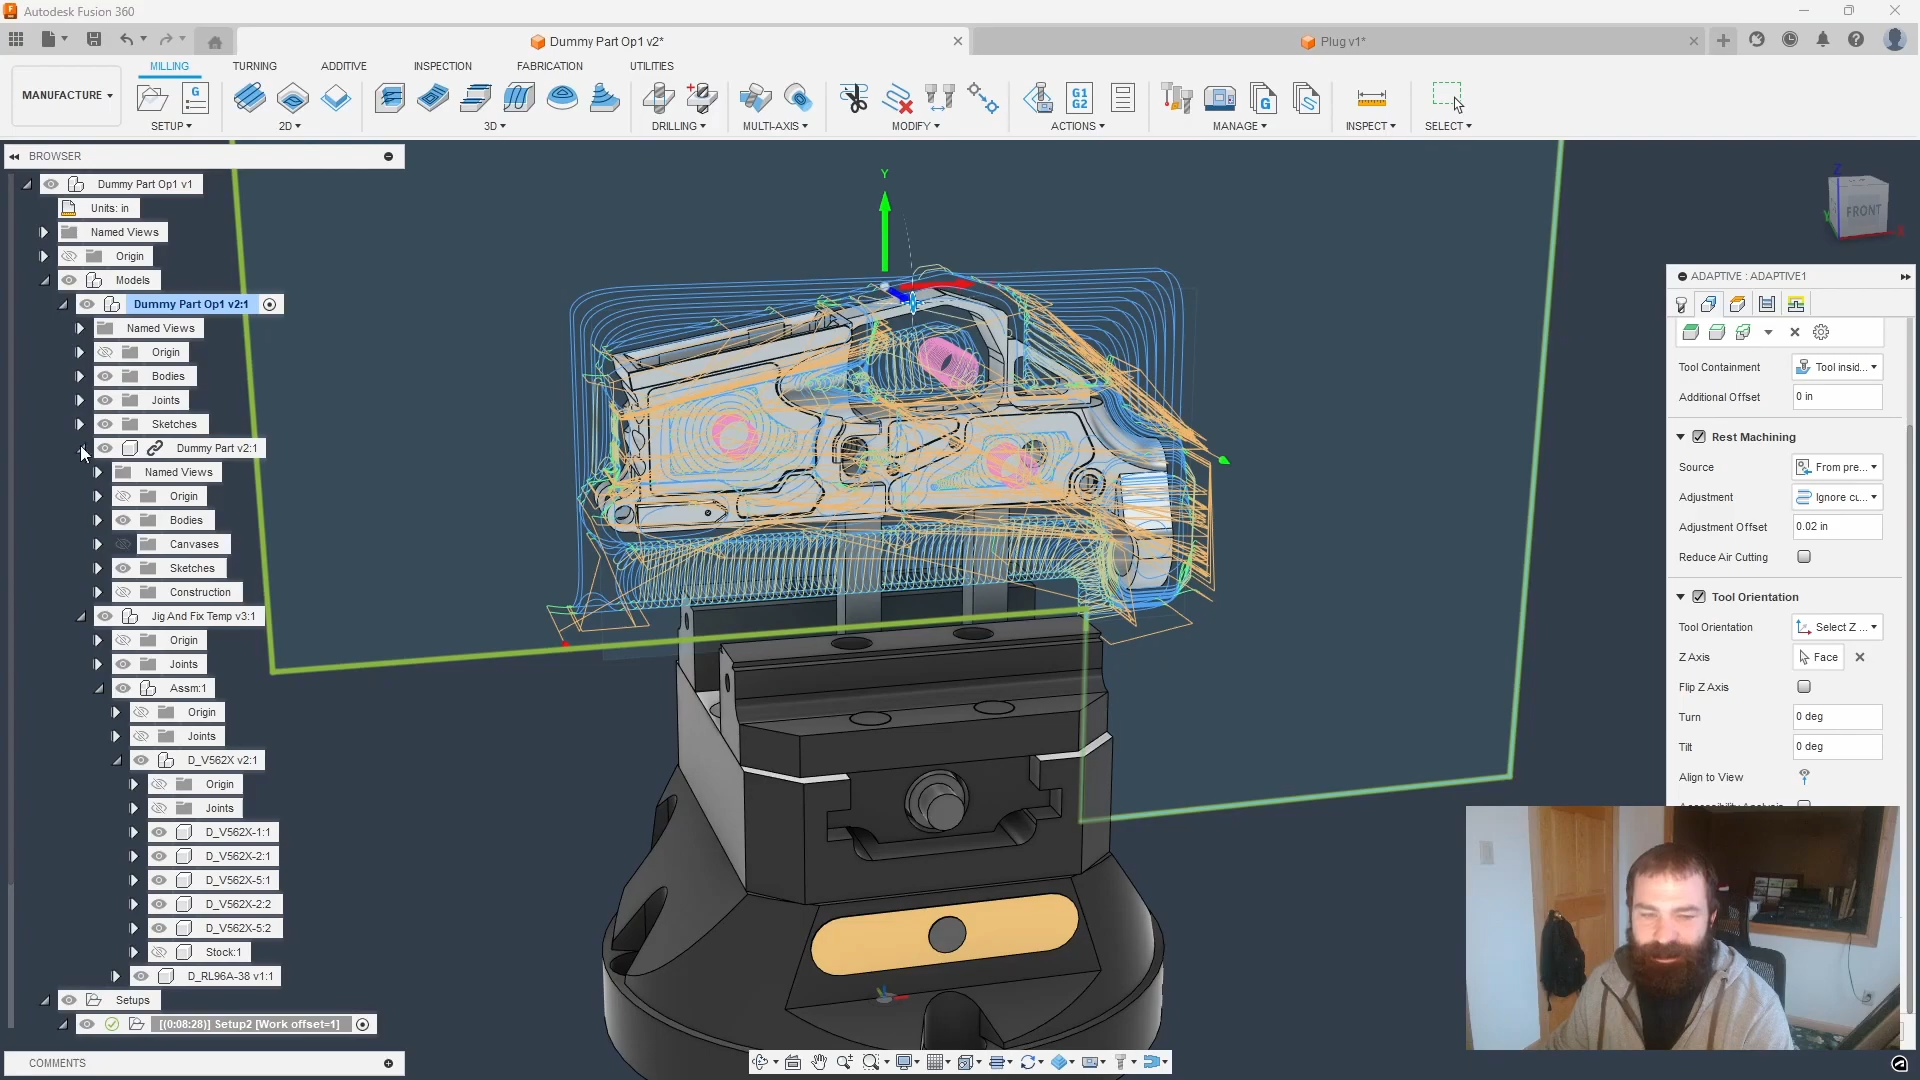 Autodesk Fusion 360
Dummy Part Op1 v2*
Plug v1*
MILLING
TURNING
ADDITIVE
INSPECTION
FABRICATION
UTILITIES
MANUFACTURE
SETUP
2D
3D
DRILLING
MULTI-AXIS
MODIFY
G1
G2
ACTIONS
MANAGE
INSPECT
SELECT
BROWSER
Dummy Part Op1 v1
Units: in
Named Views
Origin
Models
Dummy Part Op1 v2:1
Named Views
Origin
Bodies
Joints
Sketches
Dummy Part v2:1
Named Views
Origin
Bodies
Canvases
Sketches
Construction
Jig And Fix Temp v3:1
Origin
Joints
Assm:1
Origin
Joints
D_V562X v2:1
Origin
Joints
D_V562X-1:1
D_V562X-2:1
D_V562X-5:1
D_V562X-2:2
D_V562X-5:2
Stock:1
D_RL96A-38 v1:1
Setups
[(0:08:28)] Setup2 [Work offset=1]
COMMENTS
Y
Z
FRONT
Y
X
ADAPTIVE : ADAPTIVE1
Tool Containment
Tool insid...
Additional Offset
0 in
Rest Machining
Source
From pre...
Adjustment
Ignore cu...
Adjustment Offset
0.02 in
Reduce Air Cutting
Tool Orientation
Tool Orientation
Select Z ...
Z Axis
Face
Flip Z Axis
Turn
0 deg
Tilt
0 deg
Align to View